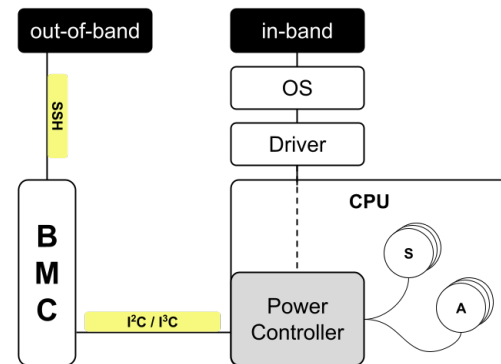 out-of-band
in-band
OS
SSH
Driver
CPU
B
M
C
S
A
I²C / I³C
Power
Controller